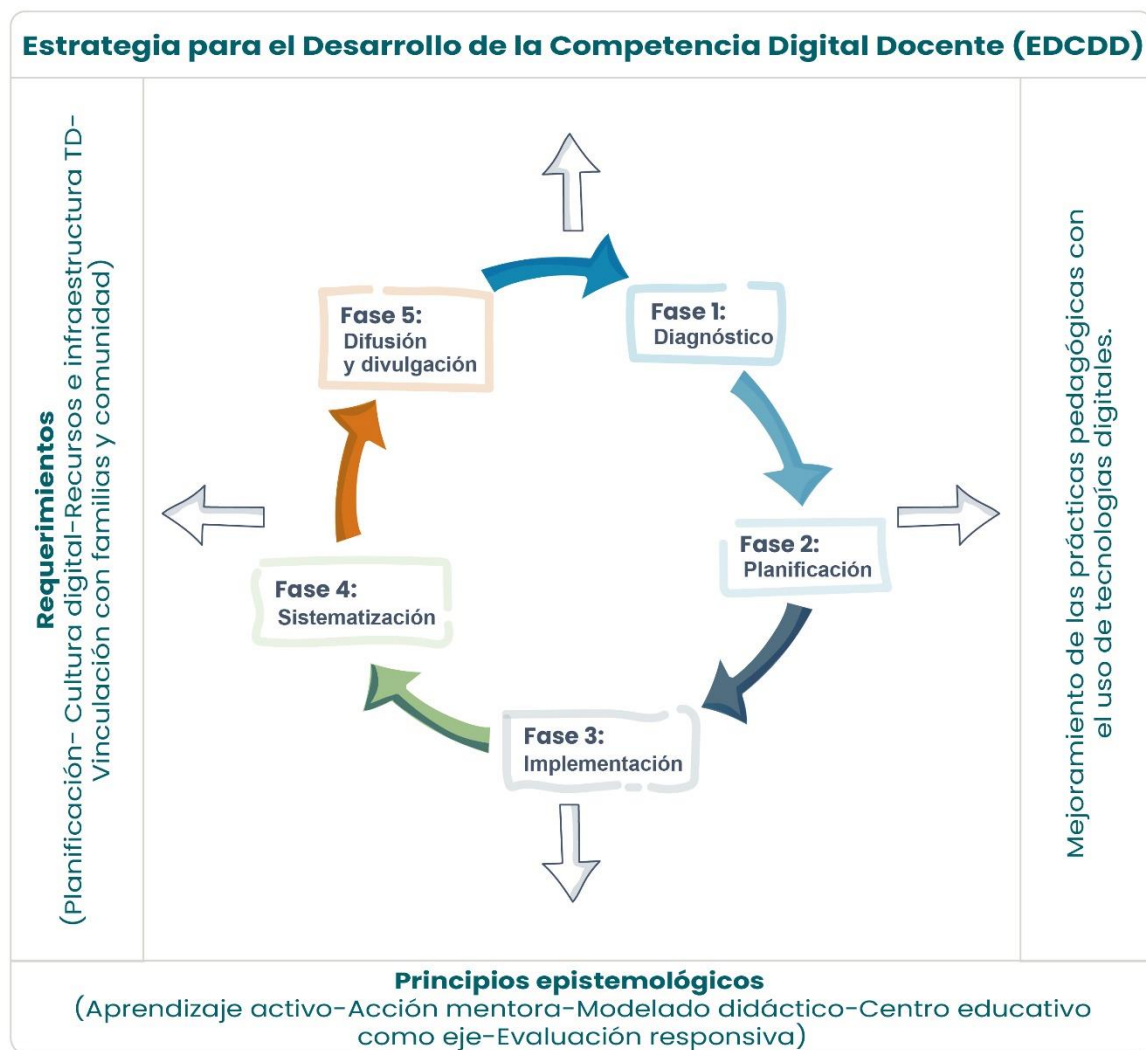 Estrategia para el Desarrollo de la Competencia Digital Docente (EDCDD)
Requerimientos
(Planificación- Cultura digital-Recursos e infraestructura TD-
Vinculación con familias y comunidad)
Fase 1:
Diagnóstico
Fase 2:
Planificación
Fase 3:
Implementación
Fase 4:
Sistematización
Fase 5:
Difusión
y divulgación
Mejoramiento de las prácticas pedagógicas con
el uso de tecnologías digitales.
Principios epistemológicos
(Aprendizaje activo-Acción mentora-Modelado didáctico-Centro educativo
como eje-Evaluación responsiva)